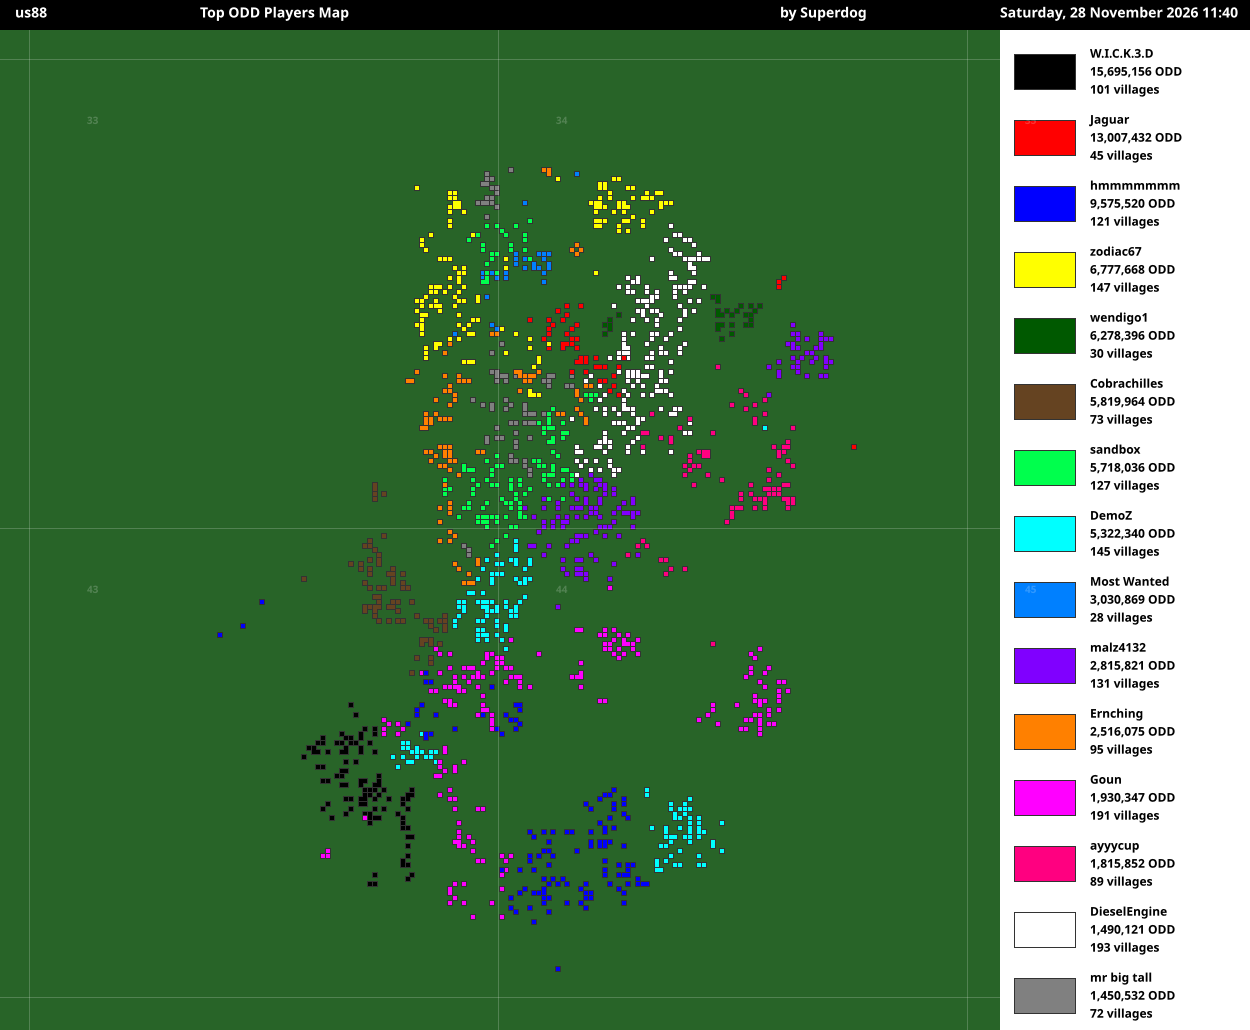 us88 Top ODD Players Map by Superdog Saturday, 28 November 2026 11:40
33 34 35
43 44 45
W.I.C.K.3.D
15,695,156 ODD
101 villages
Jaguar
13,007,432 ODD
45 villages
hmmmmmmm
9,575,520 ODD
121 villages
zodiac67
6,777,668 ODD
147 villages
wendigo1
6,278,396 ODD
30 villages
Cobrachilles
5,819,964 ODD
73 villages
sandbox
5,718,036 ODD
127 villages
DemoZ
5,322,340 ODD
145 villages
Most Wanted
3,030,869 ODD
28 villages
malz4132
2,815,821 ODD
131 villages
Ernching
2,516,075 ODD
95 villages
Goun
1,930,347 ODD
191 villages
ayyycup
1,815,852 ODD
89 villages
DieselEngine
1,490,121 ODD
193 villages
mr big tall
1,450,532 ODD
72 villages